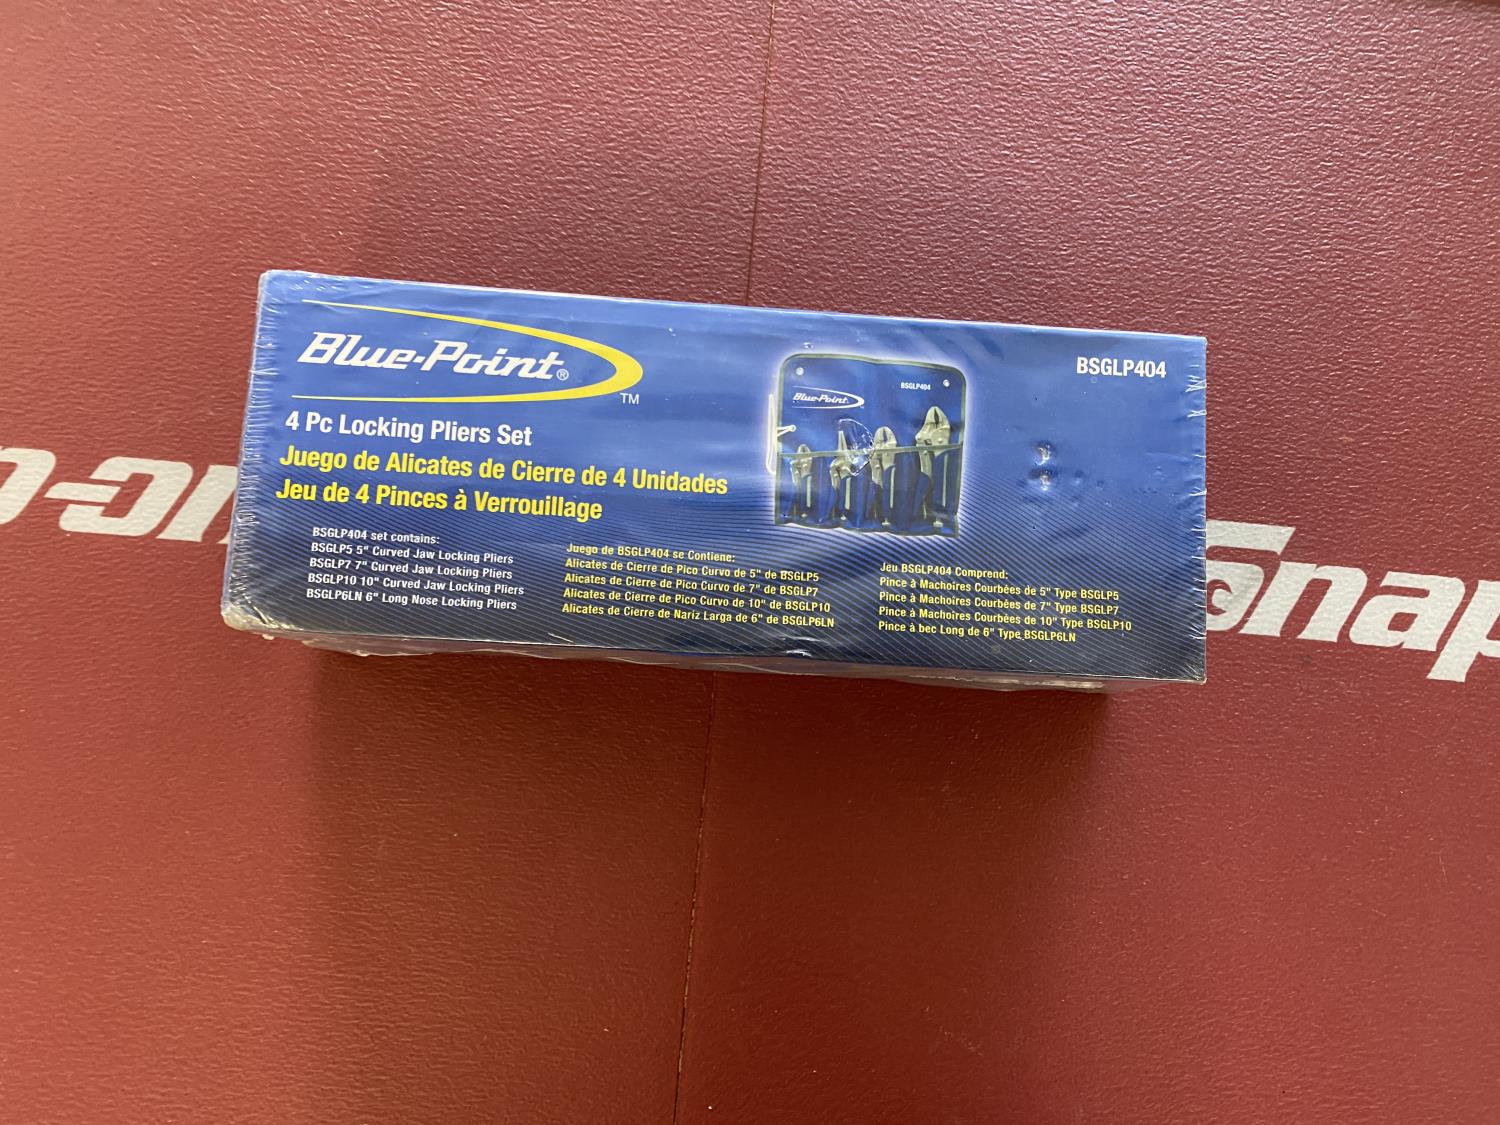 Blue-Point®
TM
BSGLP404
4 Pc Locking Pliers Set
Juego de Alicates de Cierre de 4 Unidades
Jeu de 4 Pinces à Verrouillage
BSGLP404
Blue-Point
BSGLP404 set contains:
BSGLP5 5" Curved Jaw Locking Pliers
BSGLP7 7" Curved Jaw Locking Pliers
BSGLP10 10" Curved Jaw Locking Pliers
BSGLP6LN 6" Long Nose Locking Pliers
Juego de BSGLP404 se Contiene:
Alicates de Cierre de Pico Curvo de 5" de BSGLP5
Alicates de Cierre de Pico Curvo de 7" de BSGLP7
Alicates de Cierre de Pico Curvo de 10" de BSGLP10
Alicates de Cierre de Nariz Larga de 6" de BSGLP6LN
Jeu BSGLP404 Comprend:
Pince à Machoires Courbées de 5" Type BSGLP5
Pince à Machoires Courbées de 7" Type BSGLP7
Pince à Machoires Courbées de 10" Type BSGLP10
Pince à bec Long de 6" Type BSGLP6LN
Snap
p-on